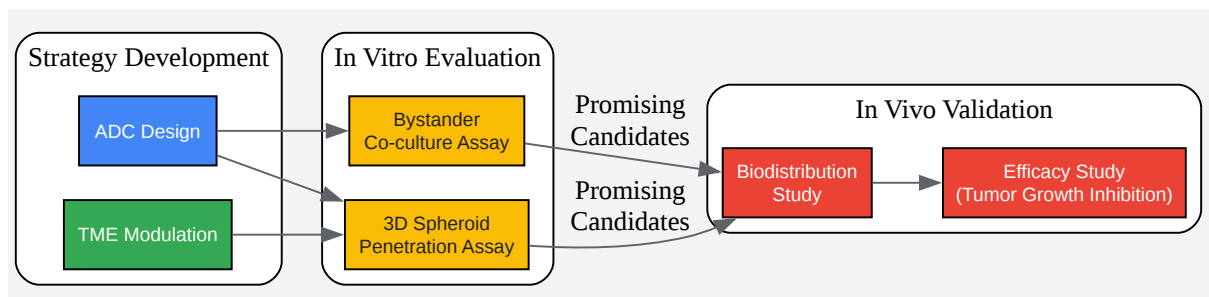 Strategy Development
ADC Design
TME Modulation
In Vitro Evaluation
Bystander
Co-culture Assay
3D Spheroid
Penetration Assay
Promising
Candidates
Promising
Candidates
In Vivo Validation
Biodistribution
Study
Efficacy Study
(Tumor Growth Inhibition)